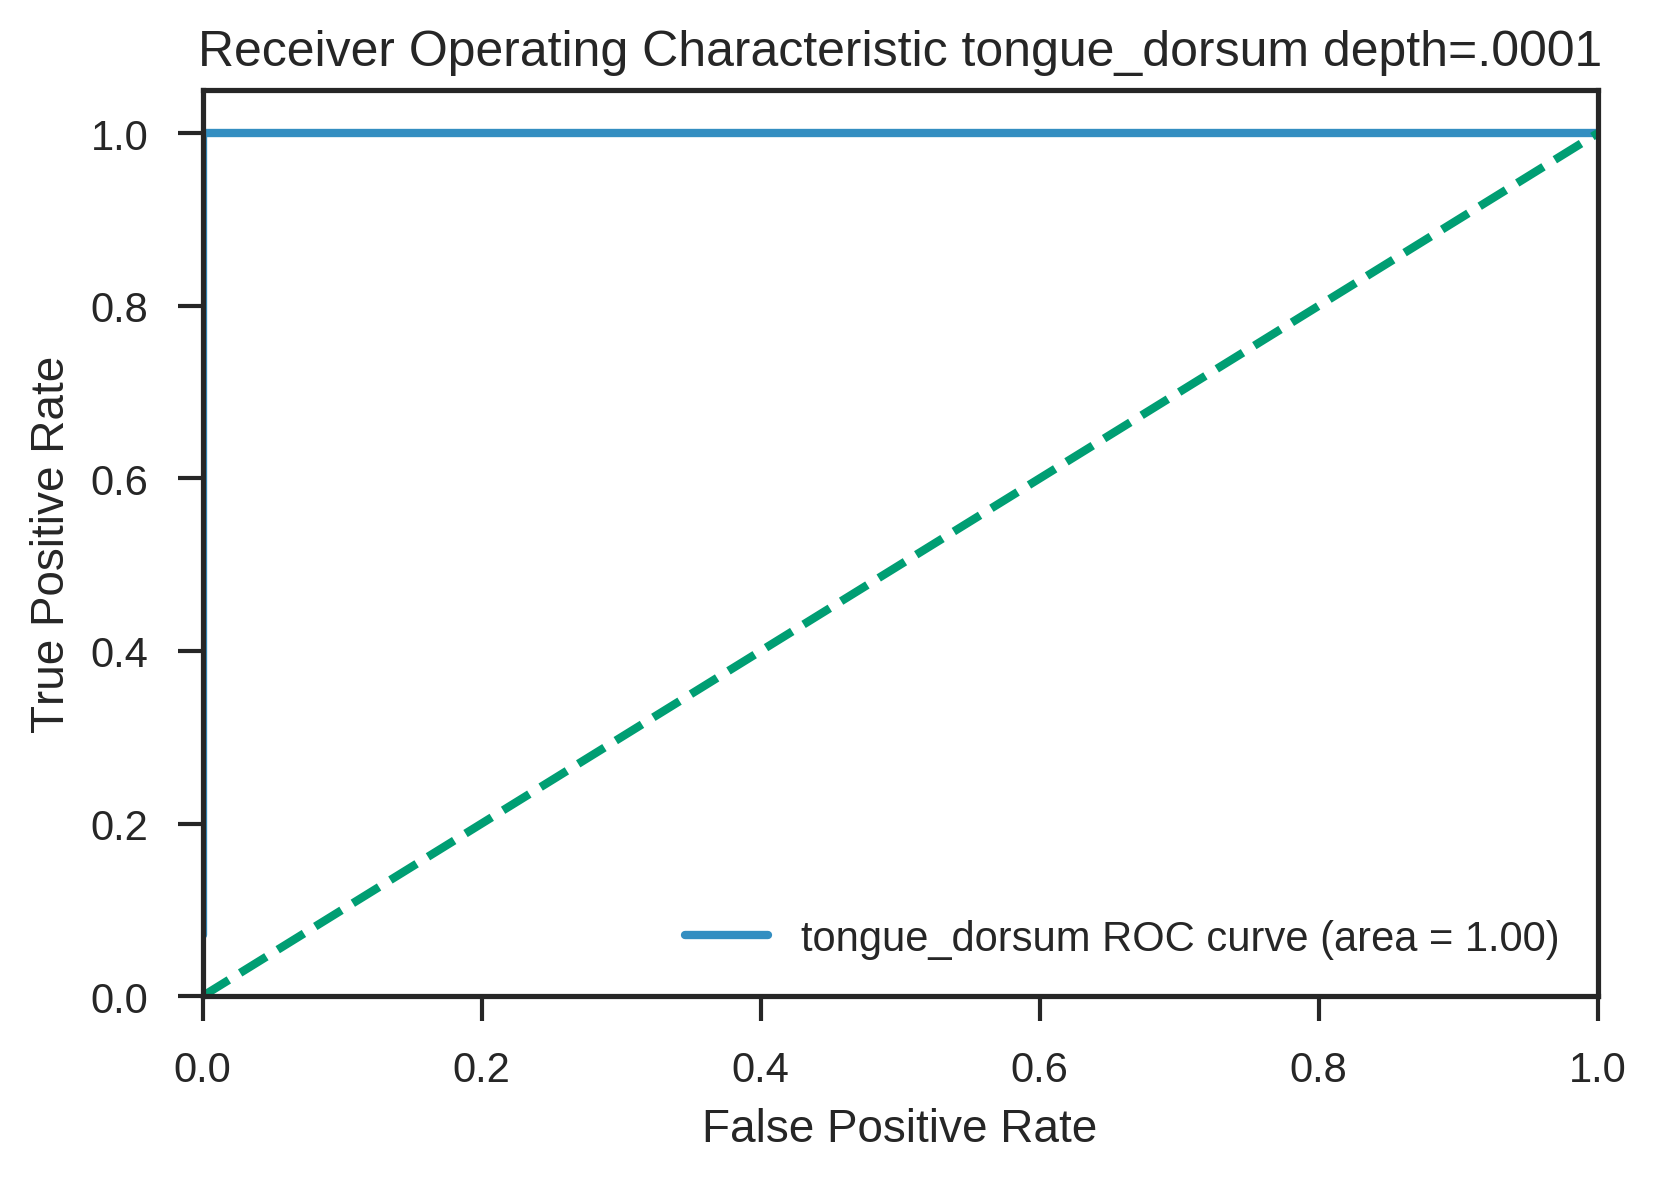 Receiver Operating Characteristic tongue_dorsum depth=.0001
True Positive Rate
1.0
0.8
0.6
0.4
0.2
0.0
tongue_dorsum ROC curve (area = 1.00)
0.0 0.2 0.4 0.6 0.8 1.0
False Positive Rate